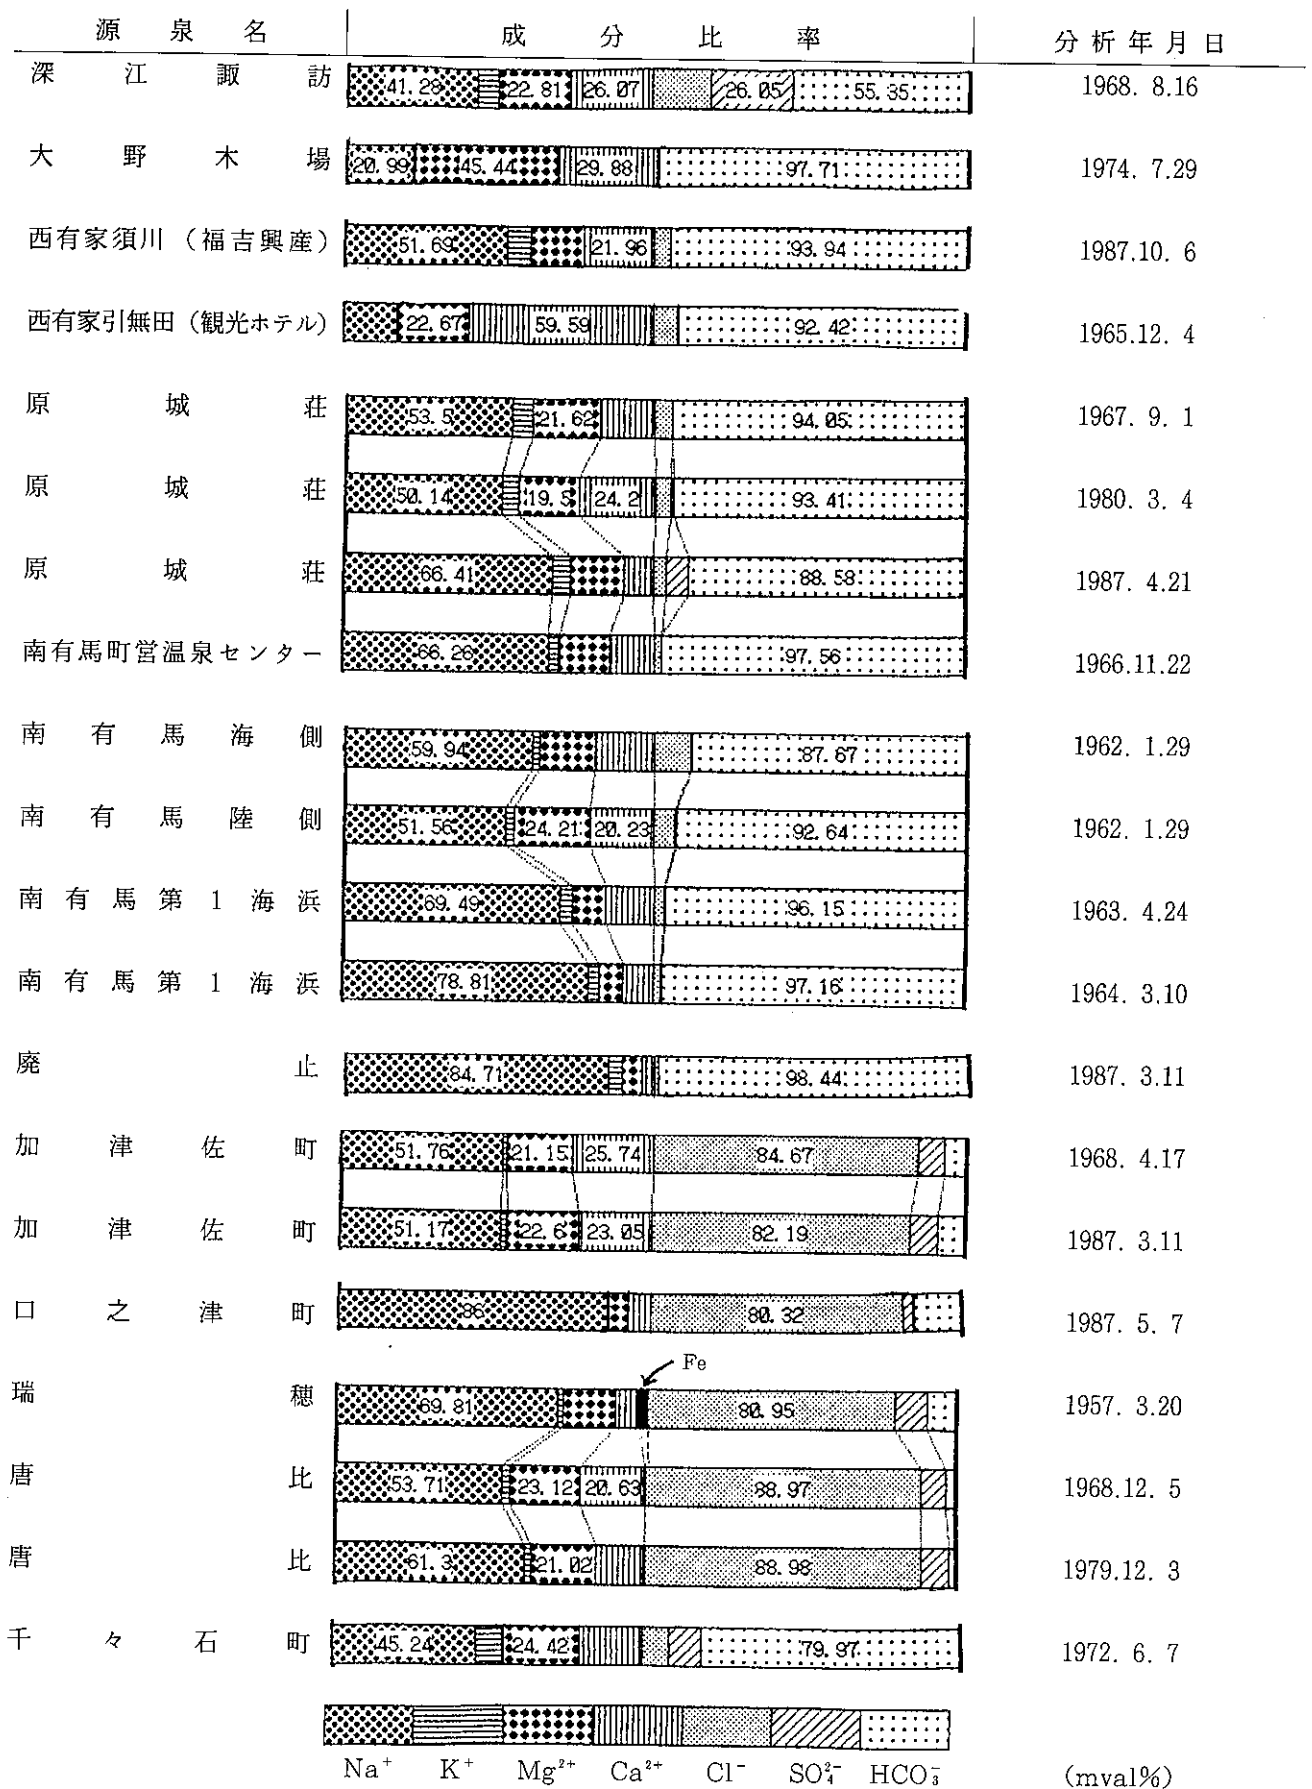 源泉名 成分比率 分析年月日
深江諏訪 41.28 22.81 26.07 26.05 55.35 1968. 8.16
大野木場 20.99 45.44 29.88 97.71 1974. 7.29
西有家須川（福吉興産） 51.69 21.96 93.94 1987.10. 6
西有家引無田（観光ホテル） 22.67 59.59 92.42 1965.12. 4
原城荘 53.5 21.62 94.05 1967. 9. 1
原城荘 50.14 19.5 24.2 93.41 1980. 3. 4
原城荘 66.41 88.58 1987. 4.21
南有馬町営温泉センター 66.26 97.56 1966.11.22
南有馬海側 59.94 87.67 1962. 1.29
南有馬陸側 51.56 24.21 20.23 92.64 1962. 1.29
南有馬第1海浜 69.49 96.15 1963. 4.24
南有馬第1海浜 78.81 97.16 1964. 3.10
廃止 84.71 98.44 1987. 3.11
加津佐町 51.76 21.15 25.74 84.67 1968. 4.17
加津佐町 51.17 22.6 23.05 82.19 1987. 3.11
口之津町 86 80.32 1987. 5. 7
Fe
瑞穂 69.81 80.95 1957. 3.20
唐比 53.71 23.12 20.63 88.97 1968.12. 5
唐比 61.3 21.02 88.98 1979.12. 3
千々石町 45.24 24.42 79.97 1972. 6. 7
Na⁺ K⁺ Mg²⁺ Ca²⁺ Cl⁻ SO₄²⁻ HCO₃⁻ (mval%)